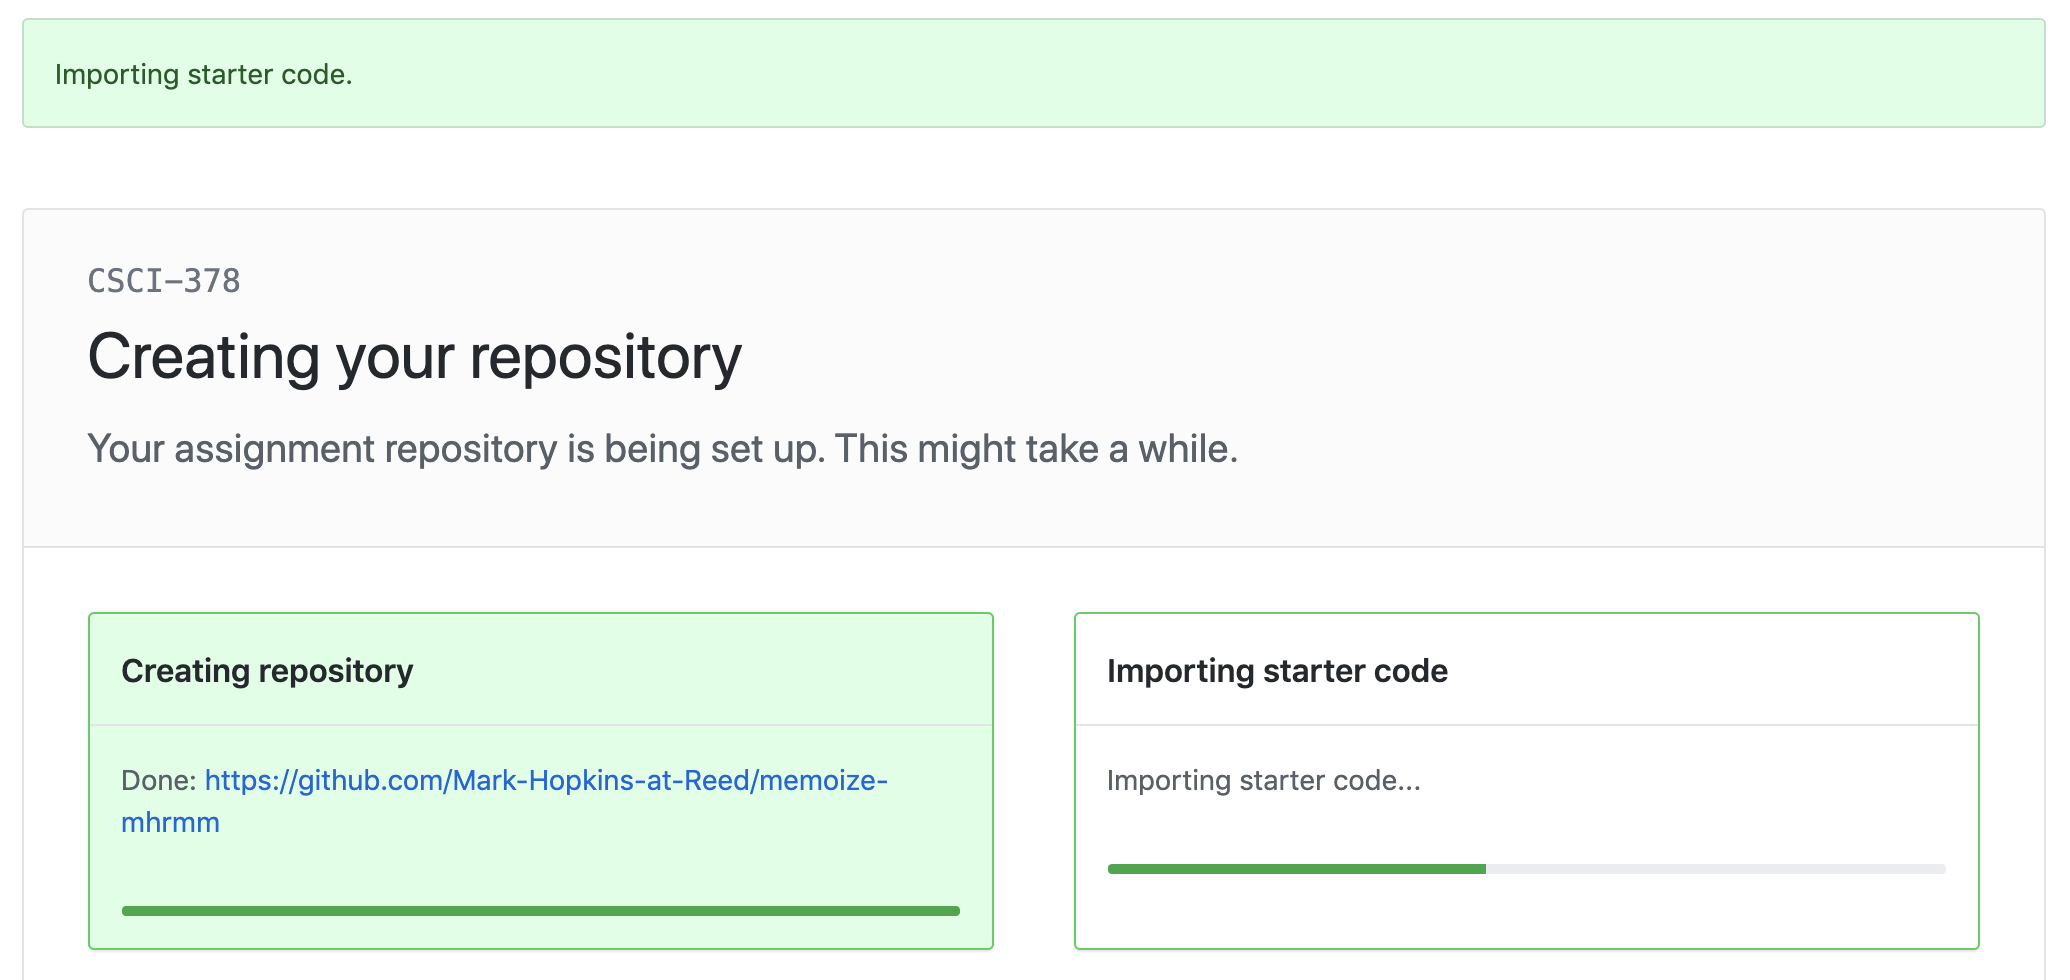 Importing starter code.
CSCI-378
Creating your repository
Your assignment repository is being set up. This might take a while.
Creating repository
Done: https://github.com/Mark-Hopkins-at-Reed/memoize-
mhrmm
Importing starter code
Importing starter code...